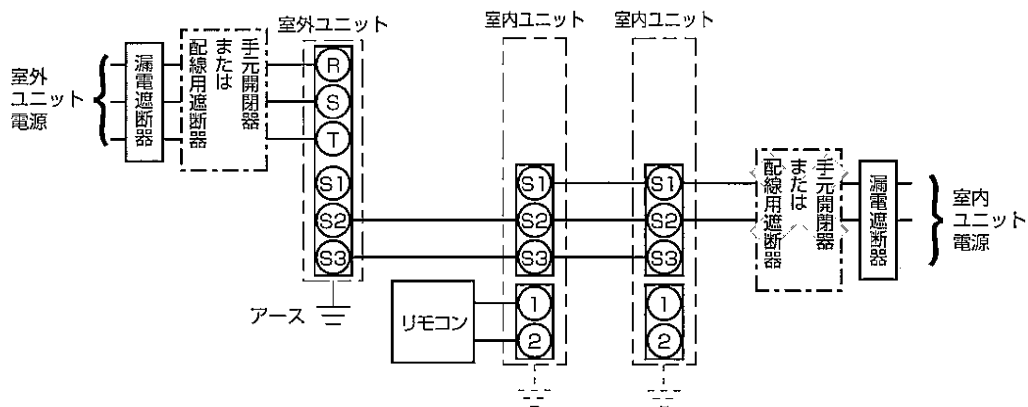 室外ユニット
室内ユニット
室内ユニット
室外
ユニット
電源
漏電遮断器
手元開閉器
または
配線用遮断器
R
S
T
S1
S2
S3
アース
リモコン
S1
S2
S3
1
2
S1
S2
S3
1
2
手元開閉器
または
配線用遮断器
漏電遮断器
室内
ユニット
電源